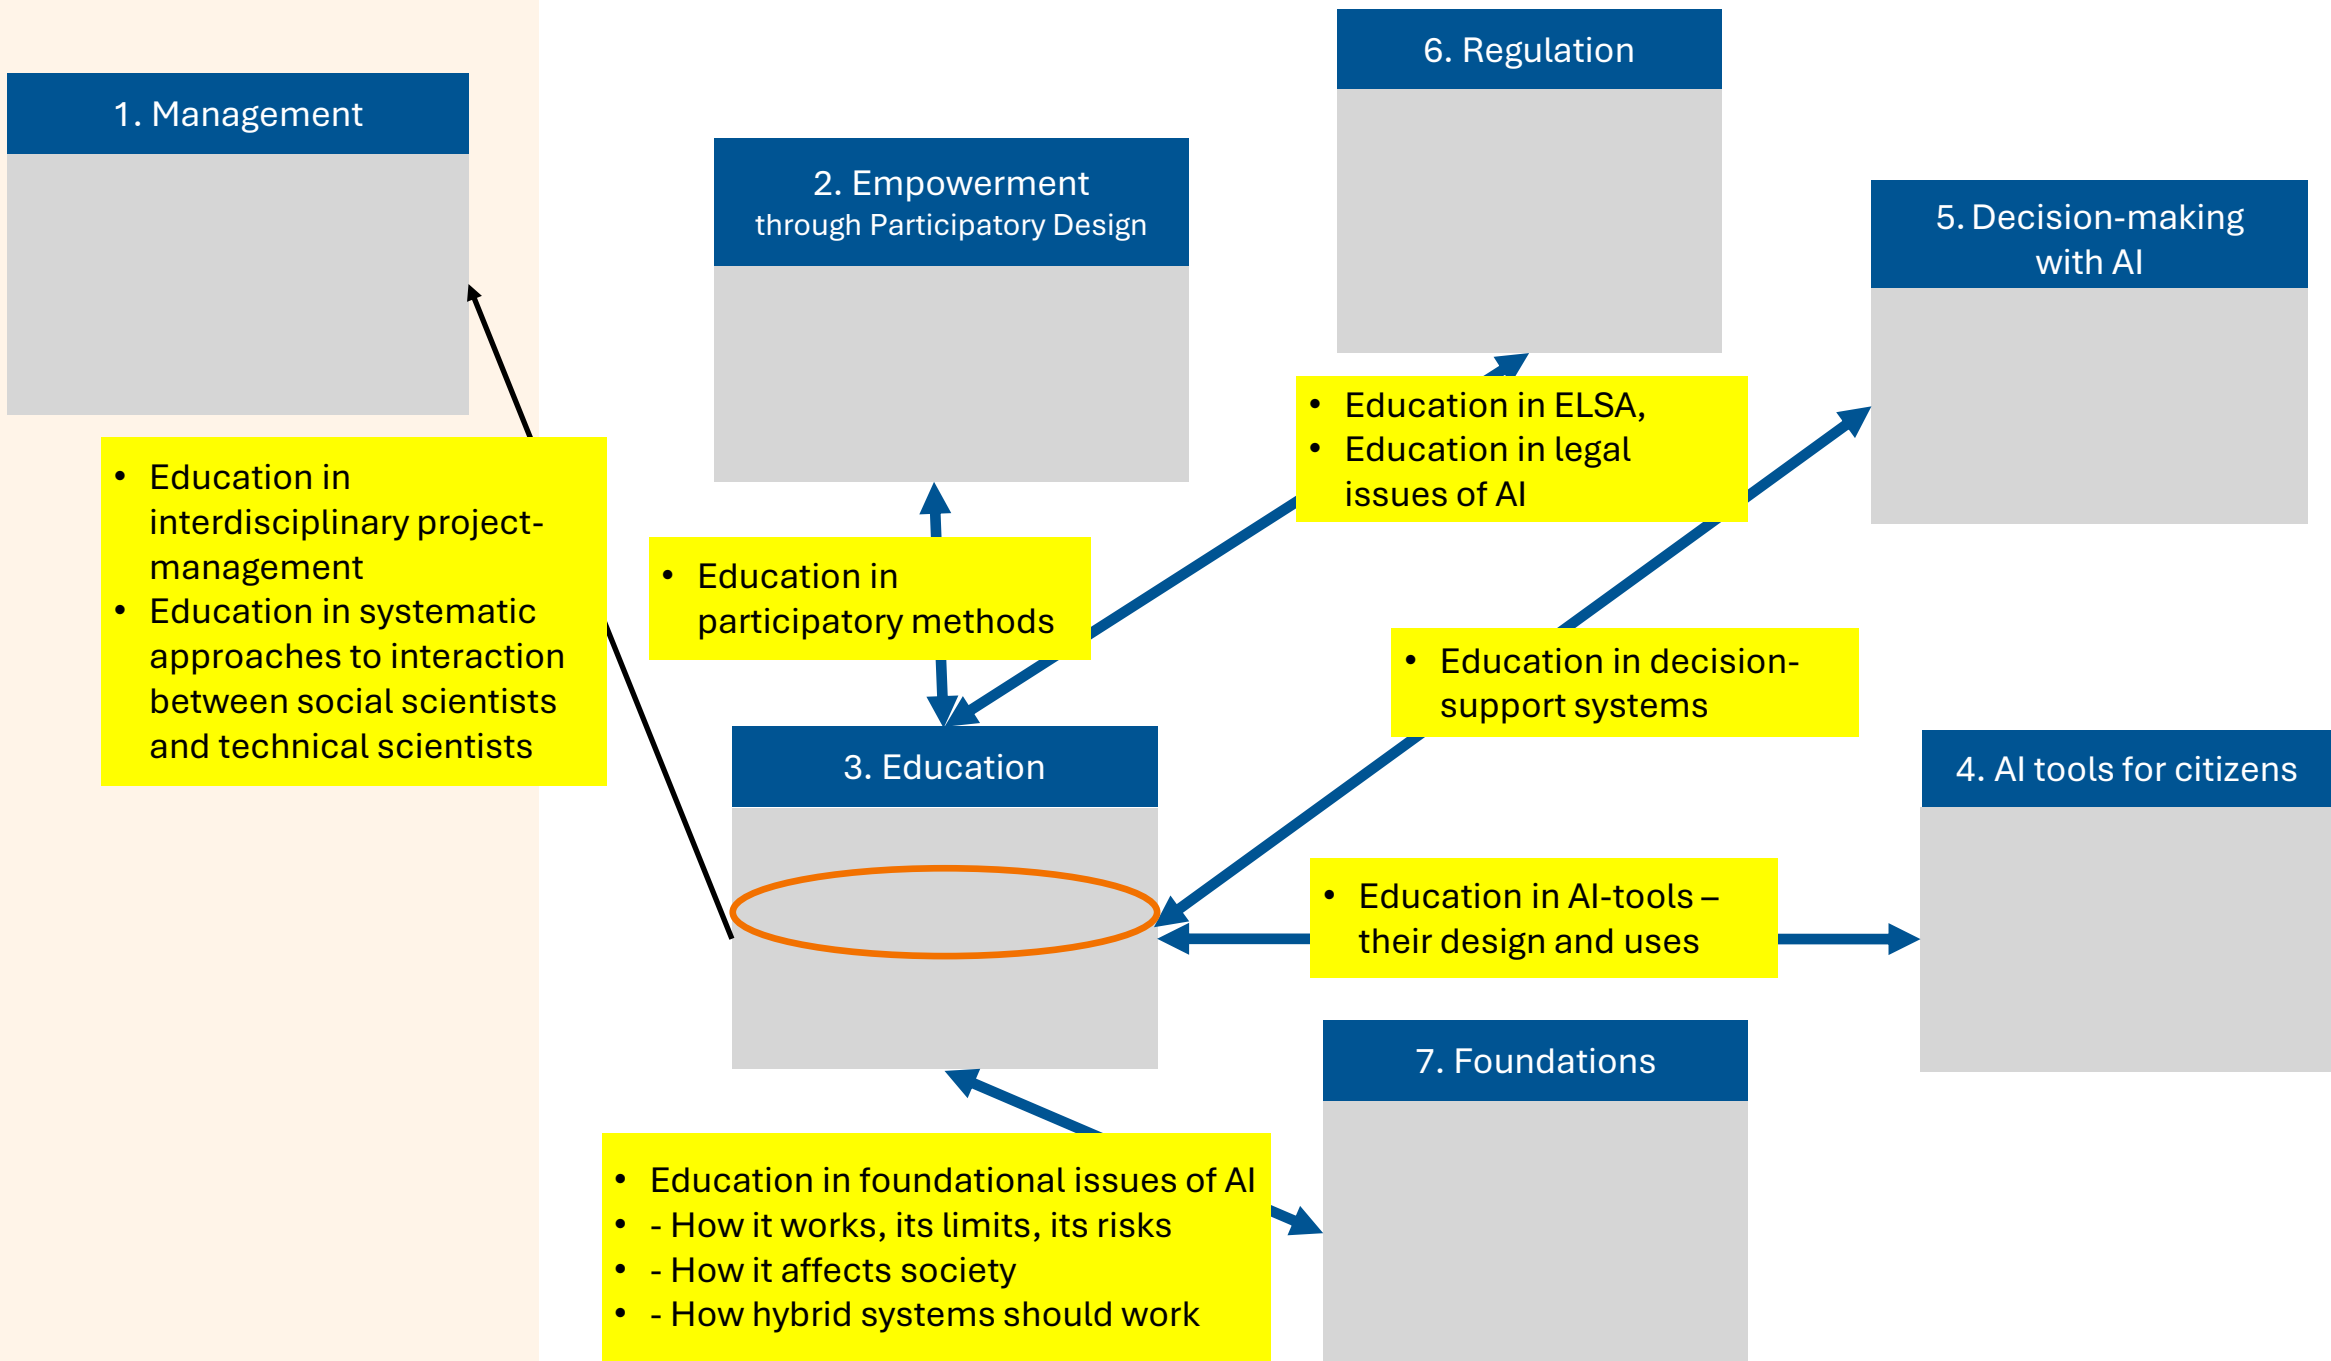 6. Regulation
1. Management
2. Empowerment
through Participatory Design
5. Decision-making
with AI
• Education in ELSA,
• Education in legal
issues of AI
• Education in
interdisciplinary project-
management
• Education in systematic
approaches to interaction
between social scientists
and technical scientists
• Education in
participatory methods
• Education in decision-
support systems
3. Education
4. AI tools for citizens
• Education in AI-tools –
their design and uses
7. Foundations
• Education in foundational issues of AI
• - How it works, its limits, its risks
• - How it affects society
• - How hybrid systems should work